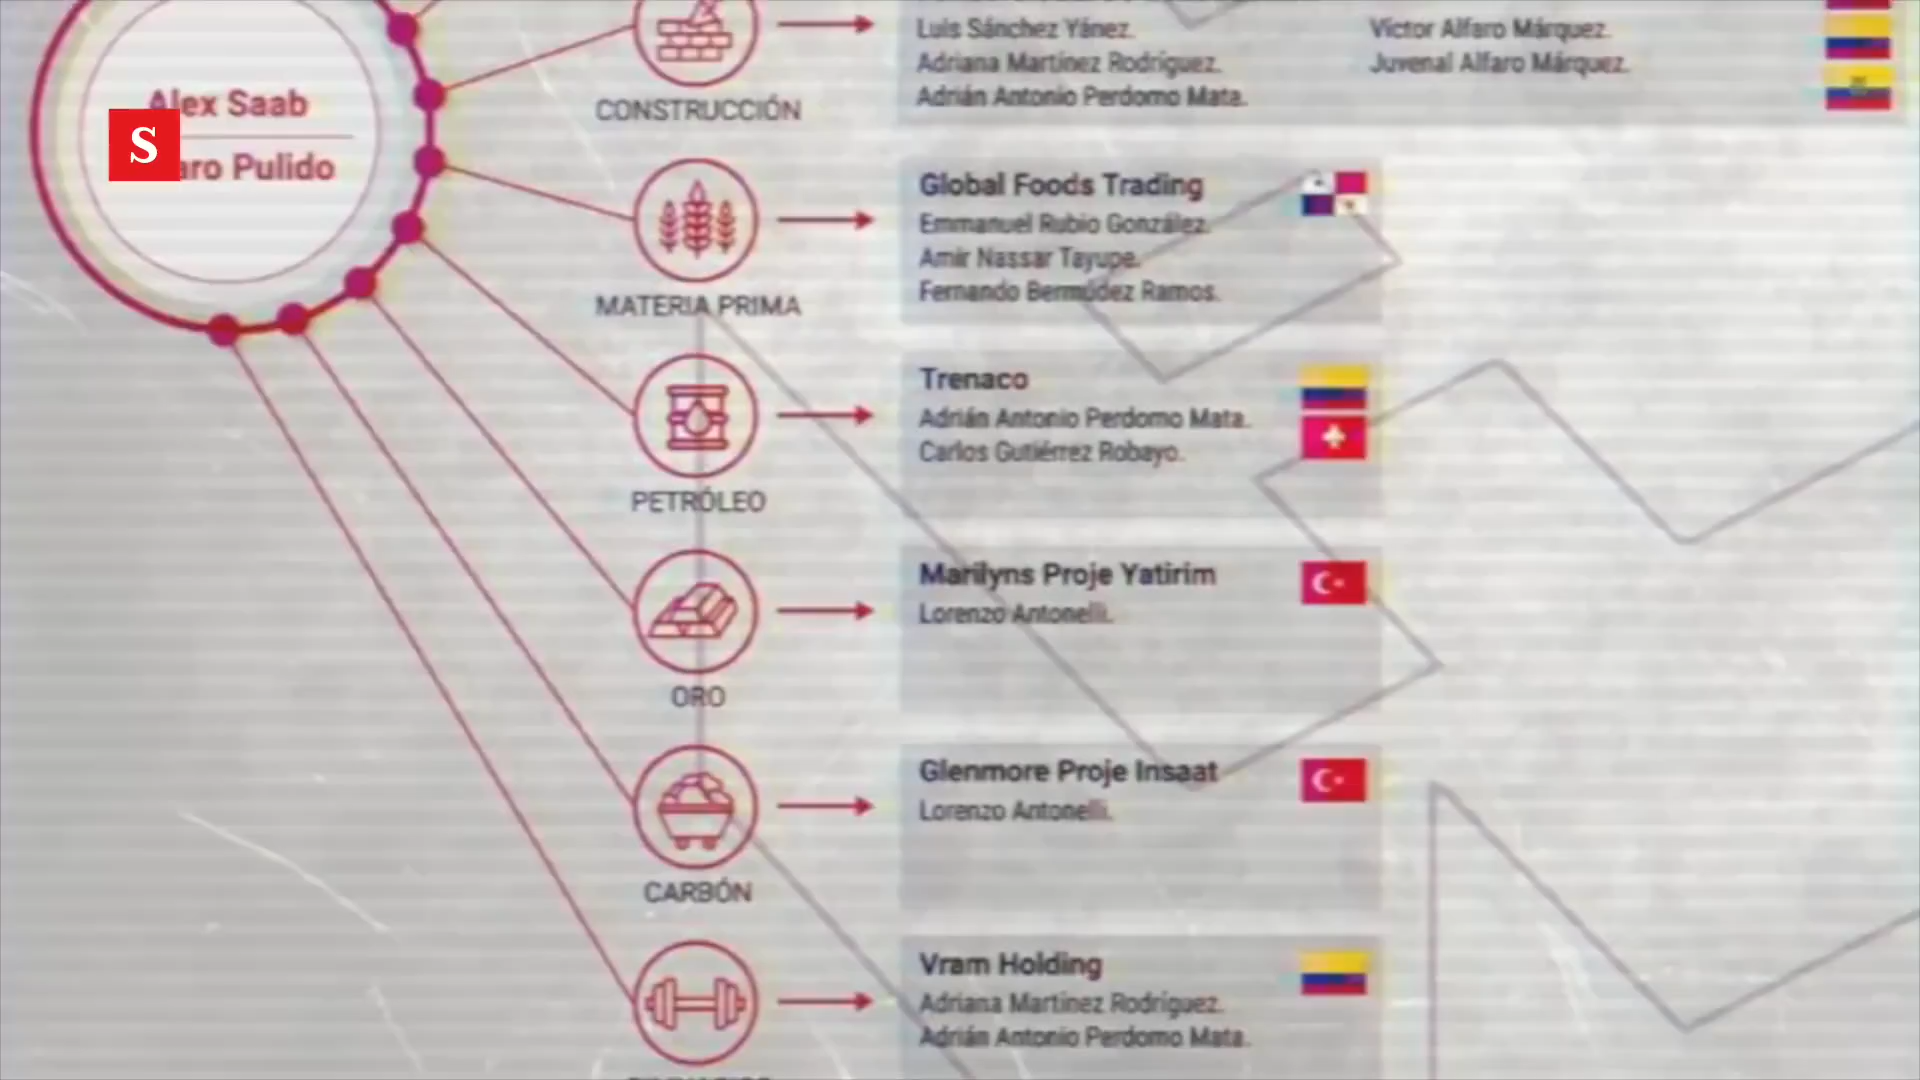 Luis Sánchez Yánez.
Adriana Martínez Rodríguez.
Adrián Antonio Perdomo Mata.
Víctor Alfaro Márquez.
Juvenal Alfaro Márquez.
CONSTRUCCIÓN
Alex Saab
S
aro Pulido
Global Foods Trading
Emmanuel Rubio González.
Amir Nassar Tayupe.
Fernando Bermúdez Ramos.
MATERIA PRIMA
Trenaco
Adrián Antonio Perdomo Mata.
Carlos Gutiérrez Robayo.
PETRÓLEO
Marilyns Proje Yatirim
Lorenzo Antonelli.
ORO
Glenmore Proje Insaat
Lorenzo Antonelli.
CARBÓN
Vram Holding
Adriana Martínez Rodríguez.
Adrián Antonio Perdomo Mata.